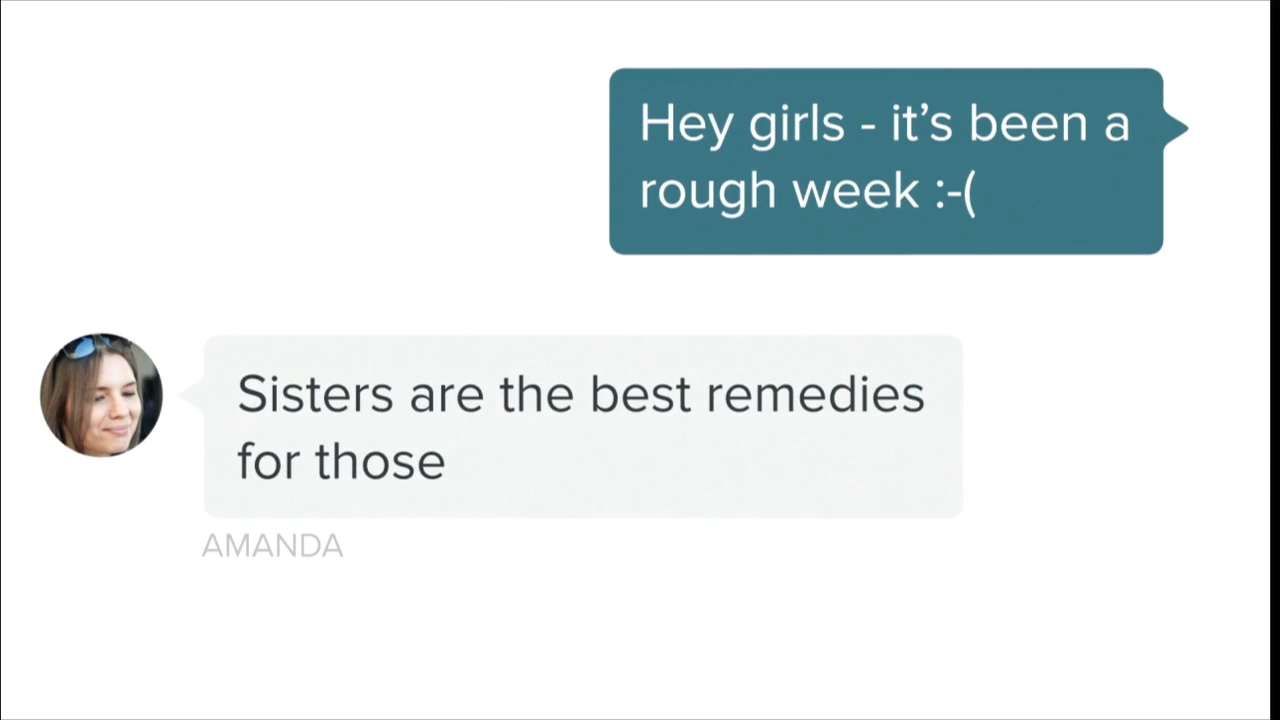 Hey girls - it’s been a
rough week :-(
Sisters are the best remedies
for those
AMANDA